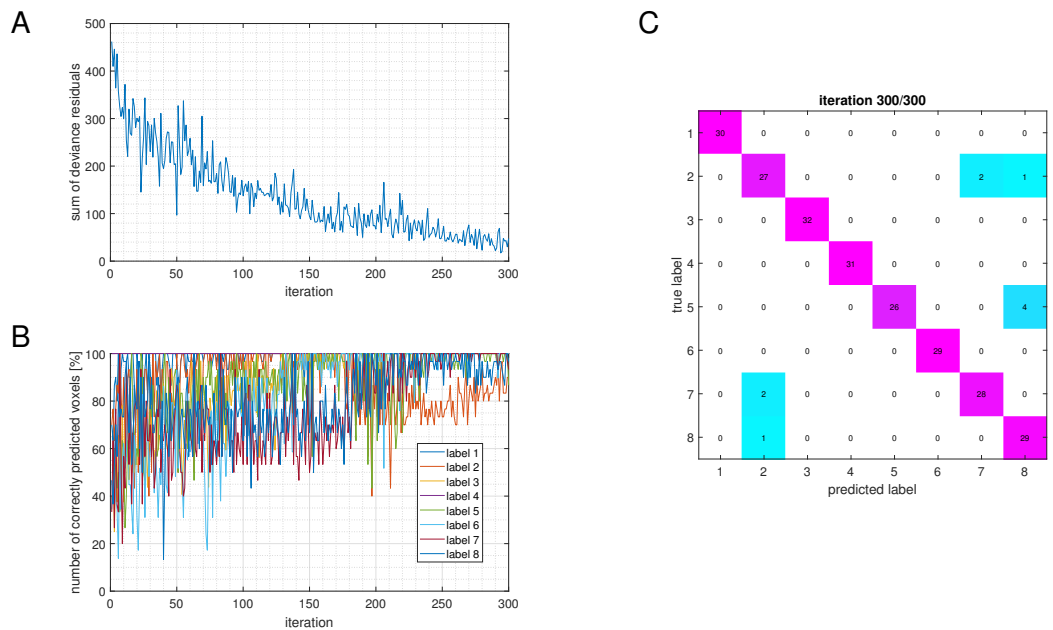 A
500
400
300
200
100
0
0 50 100 150 200 250 300
sum of deviance residuals
iteration
B
100
80
60
40
20
0
0 50 100 150 200 250 300
number of correctly predicted voxels [%]
iteration
label 1
label 2
label 3
label 4
label 5
label 6
label 7
label 8
C
iteration 300/300
1 30 0 0 0 0 0 0 0
2 0 27 0 0 0 0 2 1
3 0 0 32 0 0 0 0 0
4 0 0 0 31 0 0 0 0
5 0 0 0 0 26 0 0 4
6 0 0 0 0 0 29 0 0
7 0 2 0 0 0 0 28 0
8 0 1 0 0 0 0 0 29
1 2 3 4 5 6 7 8
true label
predicted label